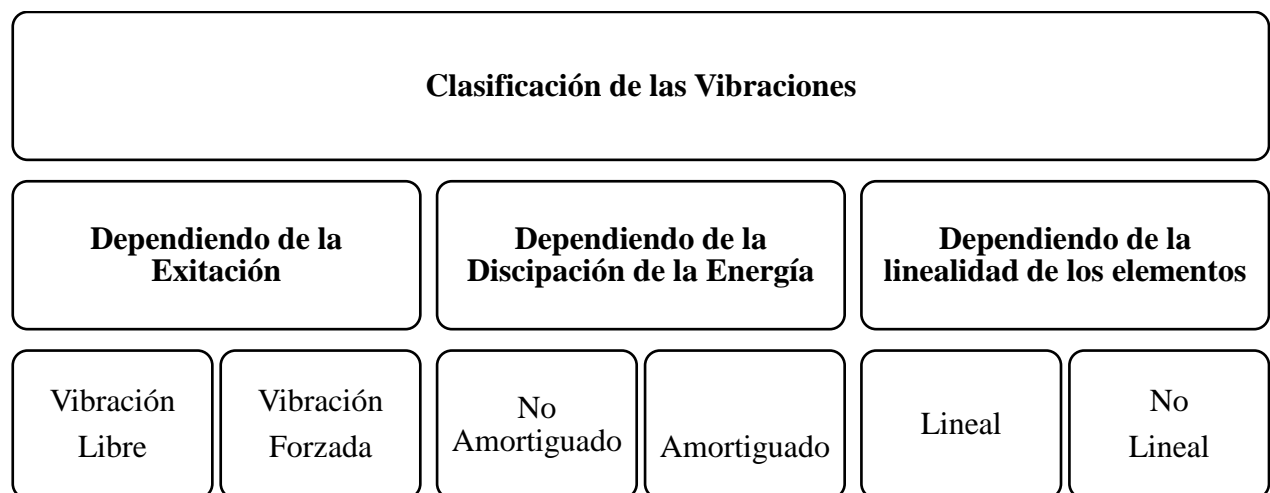 Clasificación de las Vibraciones
Dependiendo de la
Exitación
Dependiendo de la
Discipación de la Energía
Dependiendo de la
linealidad de los elementos
Vibración
Libre
Vibración
Forzada
No
Amortiguado
Amortiguado
Lineal
No
Lineal